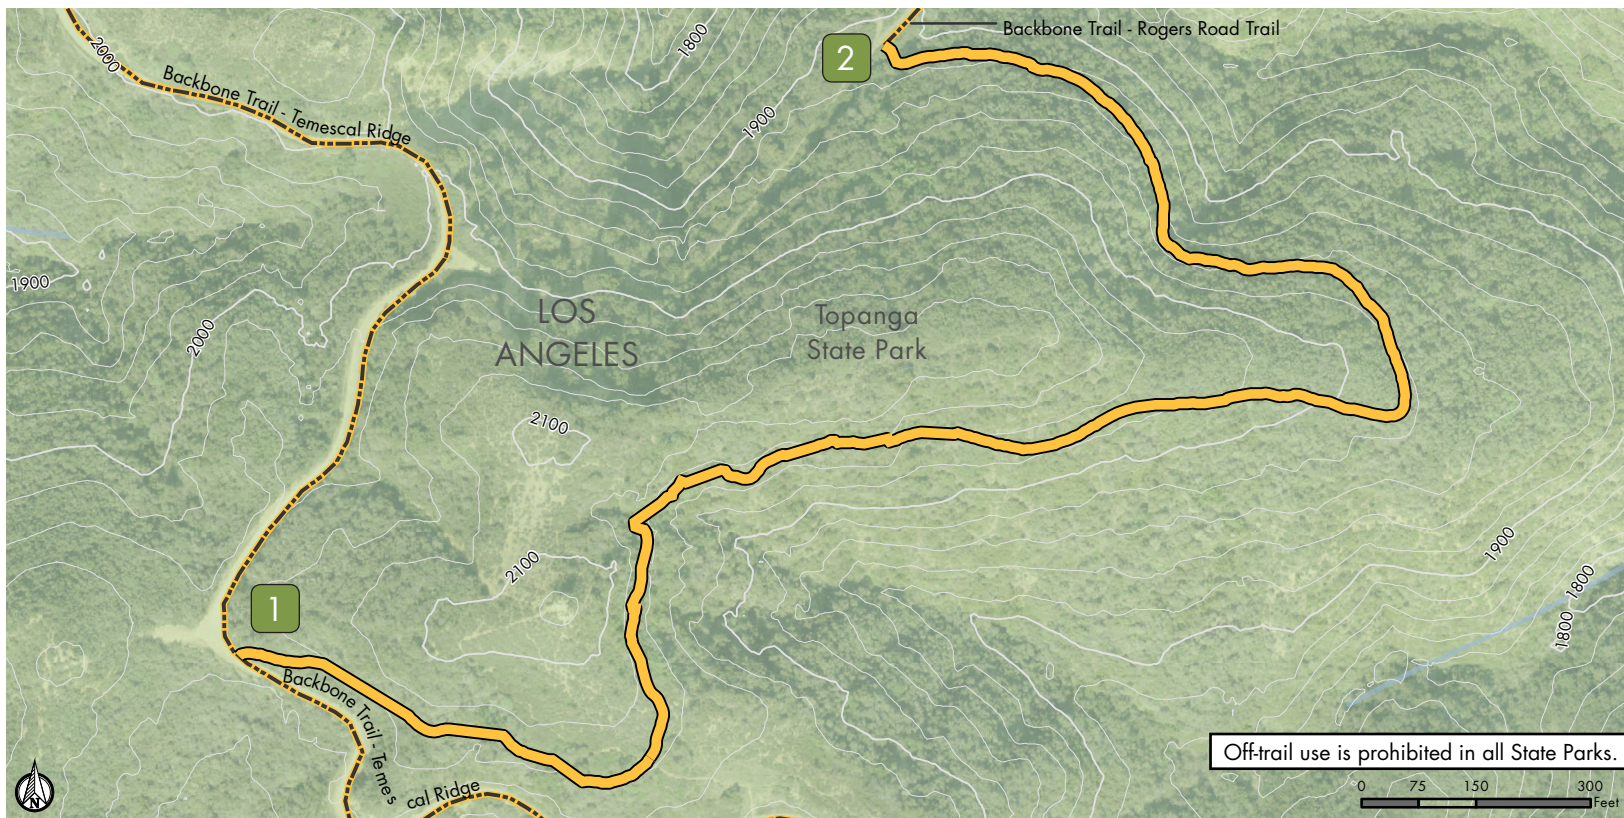 Backbone Trail - Rogers Road Trail
2
1800
2000
Backbone Trail - Temescal Ridge
1900
1900
LOS
ANGELES
Topanga
State Park
2000
2100
2100
1900
1800
1800
1
Backbone Trail - Temescal Ridge
Off-trail use is prohibited in all State Parks.
N
0 75 150 300
Feet